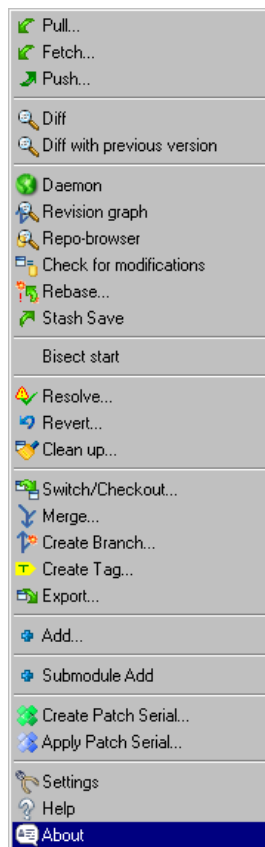 Pull...
Fetch...
Push...
Diff
Diff with previous version
Daemon
Revision graph
Repo-browser
Check for modifications
Rebase...
Stash Save
Bisect start
Resolve...
Revert...
Clean up...
Switch/Checkout...
Merge...
Create Branch...
Create Tag...
Export...
Add...
Submodule Add
Create Patch Serial...
Apply Patch Serial...
Settings
Help
About